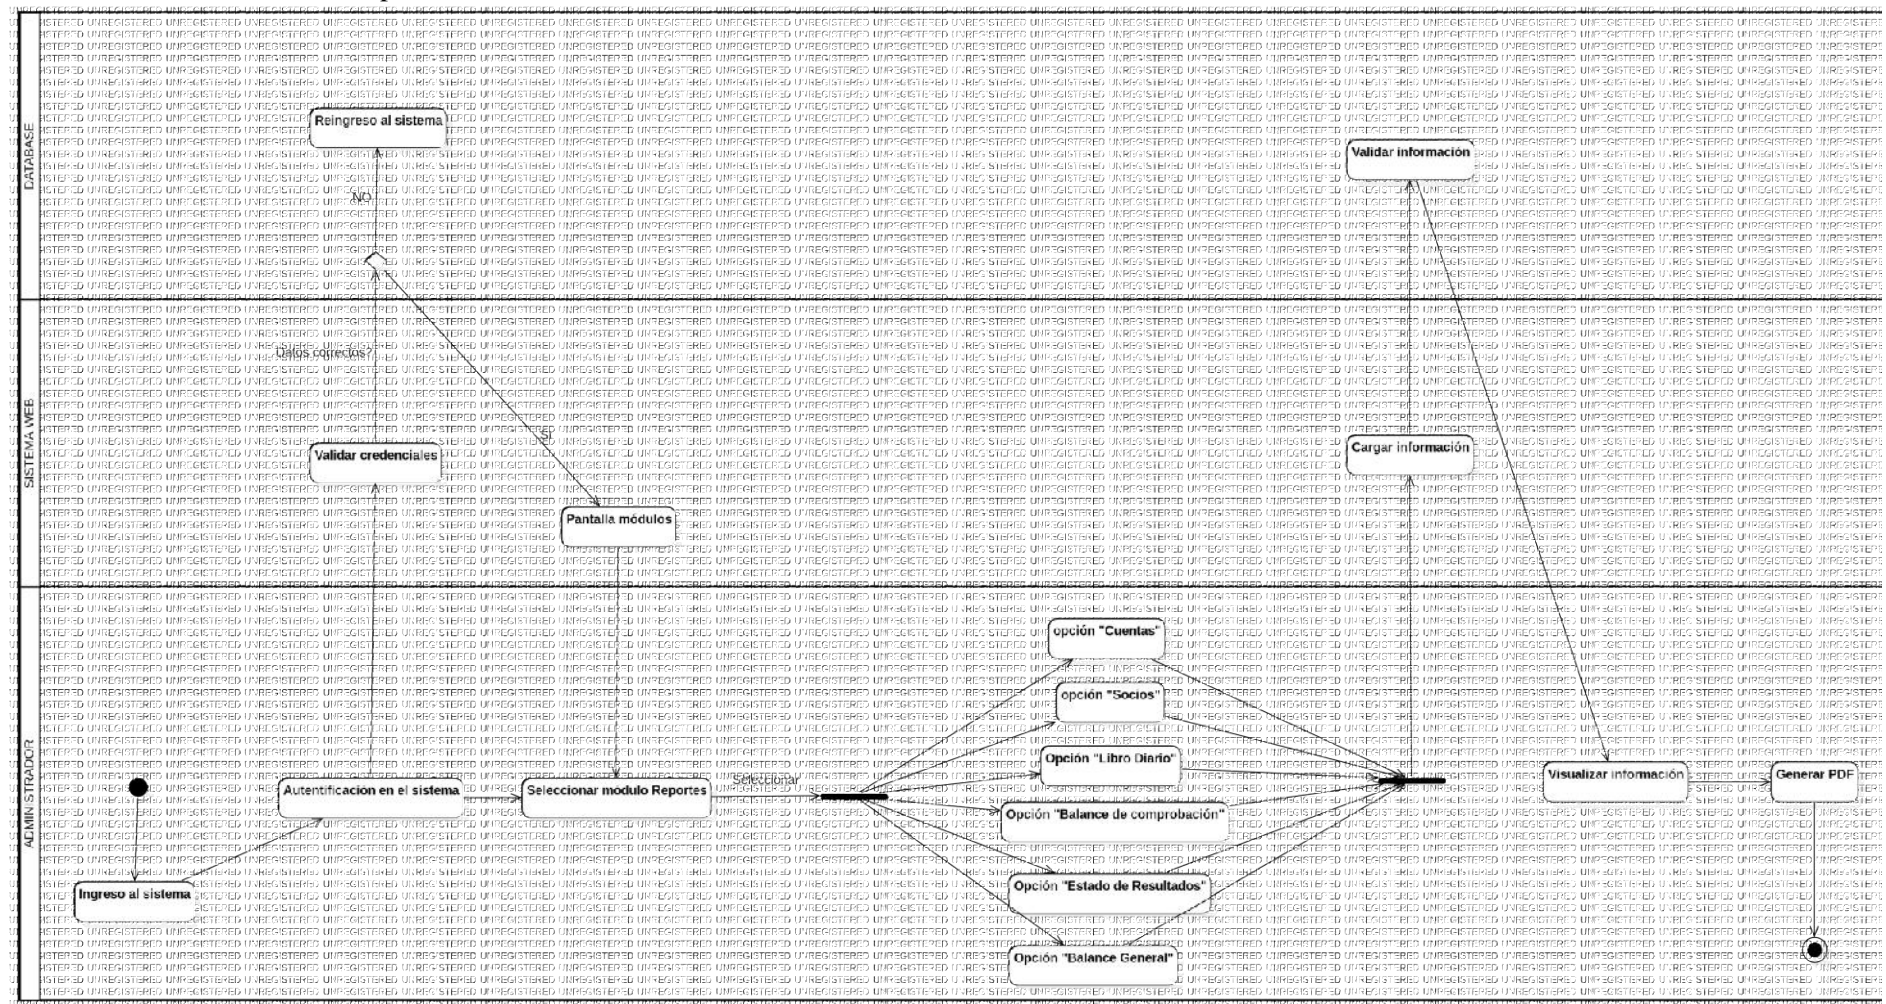 DATABASE
Reingreso al sistema
NO
Validar información
SISTEMA WEB
Datos correctos?
SI
Validar credenciales
Cargar información
Pantalla módulos
ADMINISTRADOR
opción "Cuentas"
opción "Socios"
Opción "Libro Diario"
Autentificación en el sistema
Seleccionar módulo Reportes
Seleccionar
Visualizar información
Generar PDF
Opción "Balance de comprobación"
Ingreso al sistema
Opción "Estado de Resultados"
Opción "Balance General"
UNREGISTERED